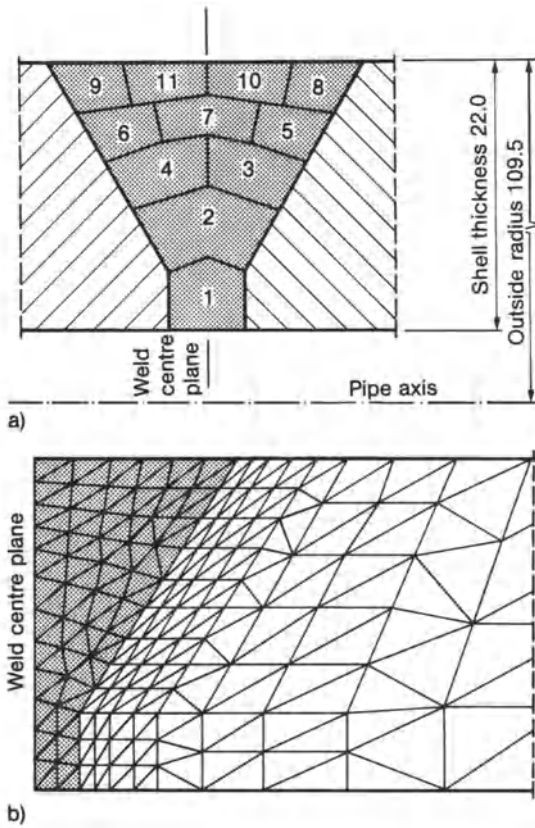 9 11 10 8
6 7 5
4 3
2
1
Weld
centre
plane
Shell thickness 22.0
Outside radius 109.5
Pipe axis
a)
Weld centre plane
b)